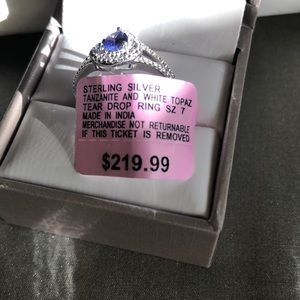 STERLING SILVER
TANZANITE AND WHITE TOPAZ
TEAR DROP RING SZ 7
MADE IN INDIA
MERCHANDISE NOT RETURNABLE
IF THIS TICKET IS REMOVED
$219.99